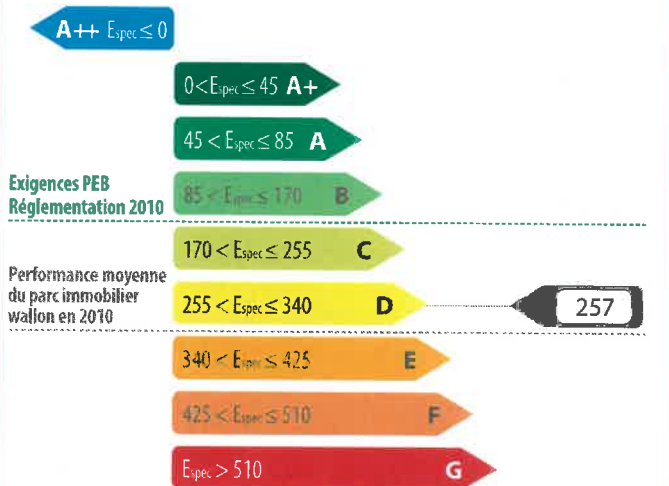 A++ Espec ≤ 0
0 < Espec ≤ 45 A+
45 < Espec ≤ 85 A
Exigences PEB
Réglementation 2010
85 < Espec ≤ 170 B
170 < Espec ≤ 255 C
Performance moyenne
du parc immobilier
wallon en 2010
255 < Espec ≤ 340 D
257
340 < Espec ≤ 425 E
425 < Espec ≤ 510 F
Espec > 510 G